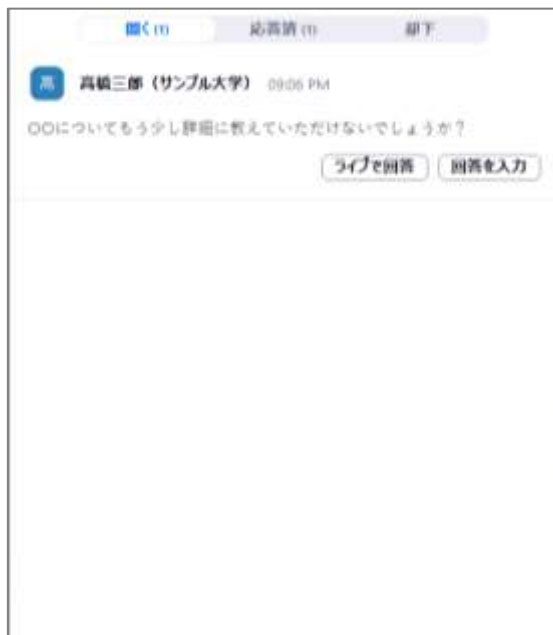 開く (1) 応答済 (1) 却下
高 高橋三郎（サンプル大学） 09:06 PM
〇〇についてもう少し詳細に教えていただけないでしょうか？
ライブで回答 回答を入力